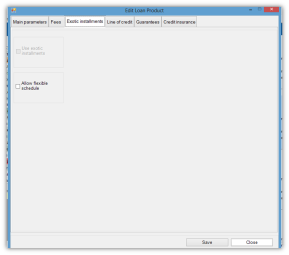 Edit Loan Product
Main parameters Fees Exotic installments Line of credit Guarantees Credit insurance
Use exotic
installments
Allow flexible
schedule
Save Close